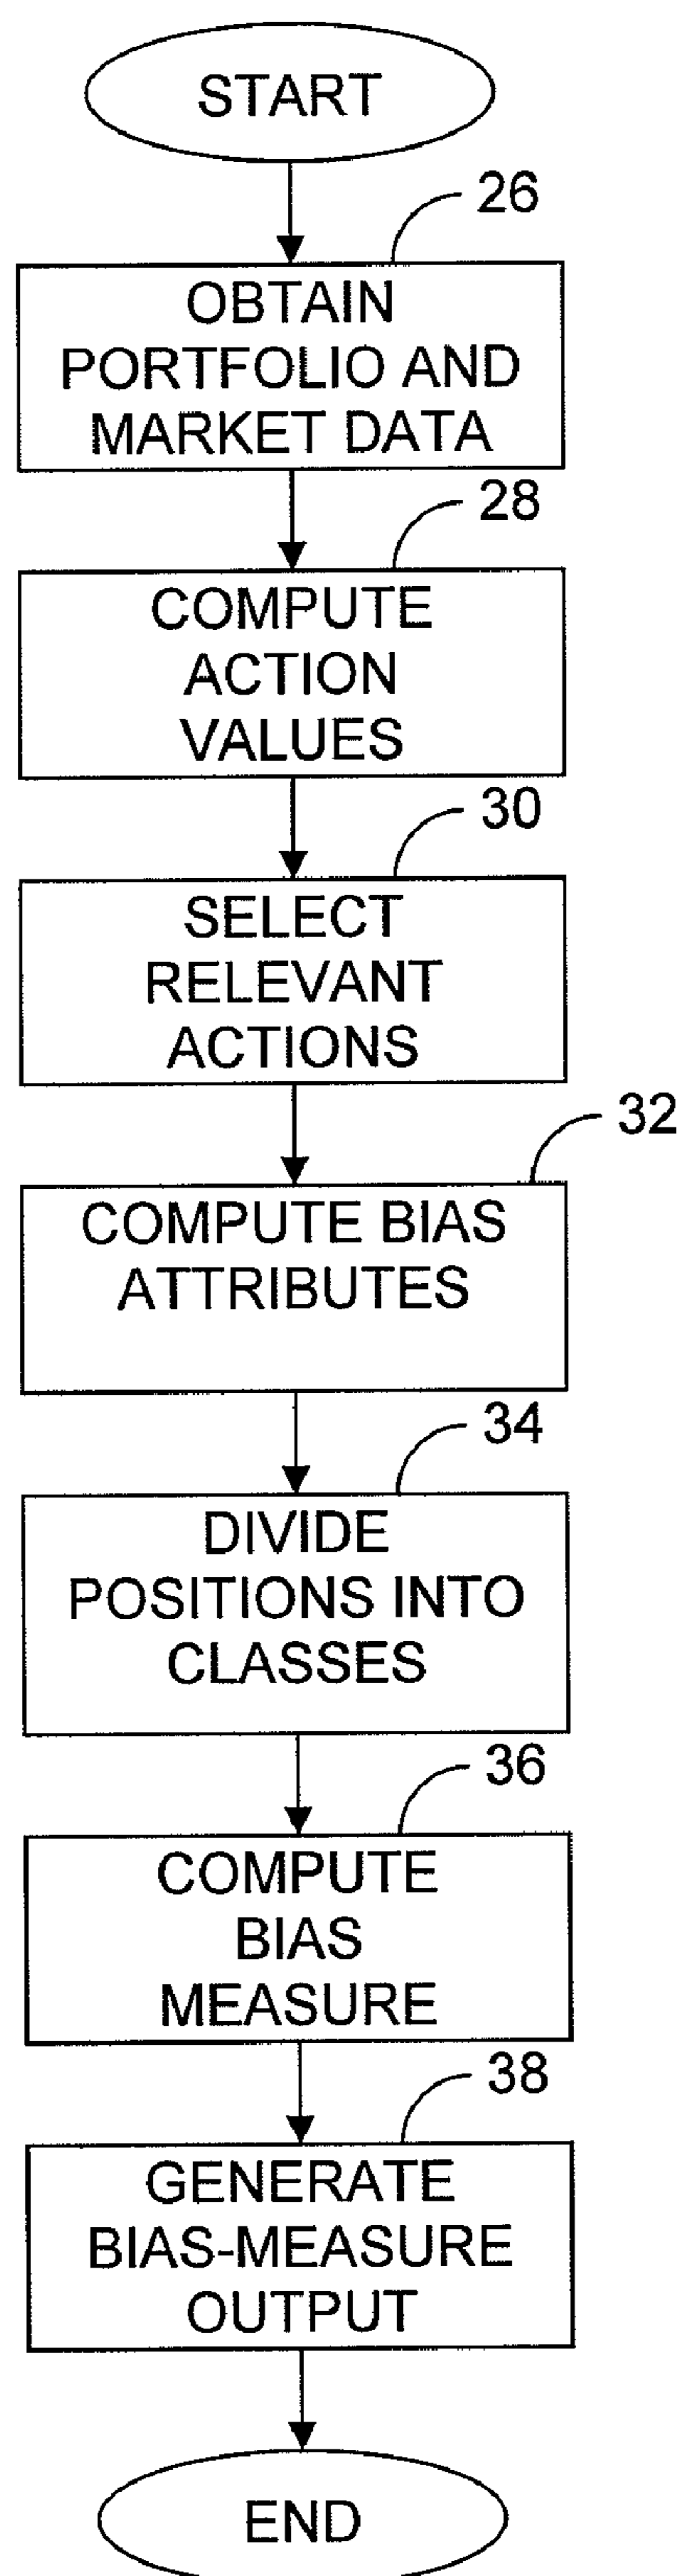 START
26
OBTAIN
PORTFOLIO AND
MARKET DATA
28
COMPUTE
ACTION
VALUES
30
SELECT
RELEVANT
ACTIONS
32
COMPUTE BIAS
ATTRIBUTES
34
DIVIDE
POSITIONS INTO
CLASSES
36
COMPUTE
BIAS
MEASURE
38
GENERATE
BIAS-MEASURE
OUTPUT
END